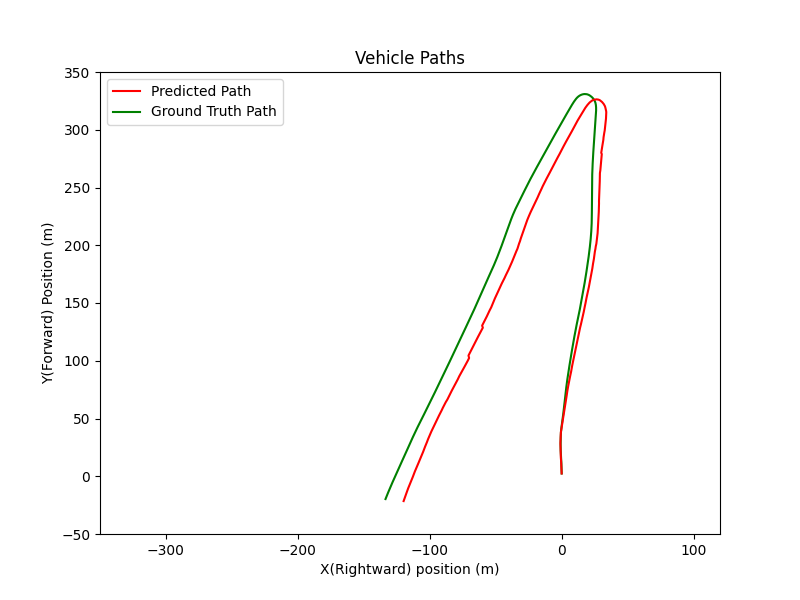 Vehicle Paths
Predicted Path
Ground Truth Path
Y(Forward) Position (m)
350
300
250
200
150
100
50
0
−50
−300
−200
−100
0
100
X(Rightward) position (m)